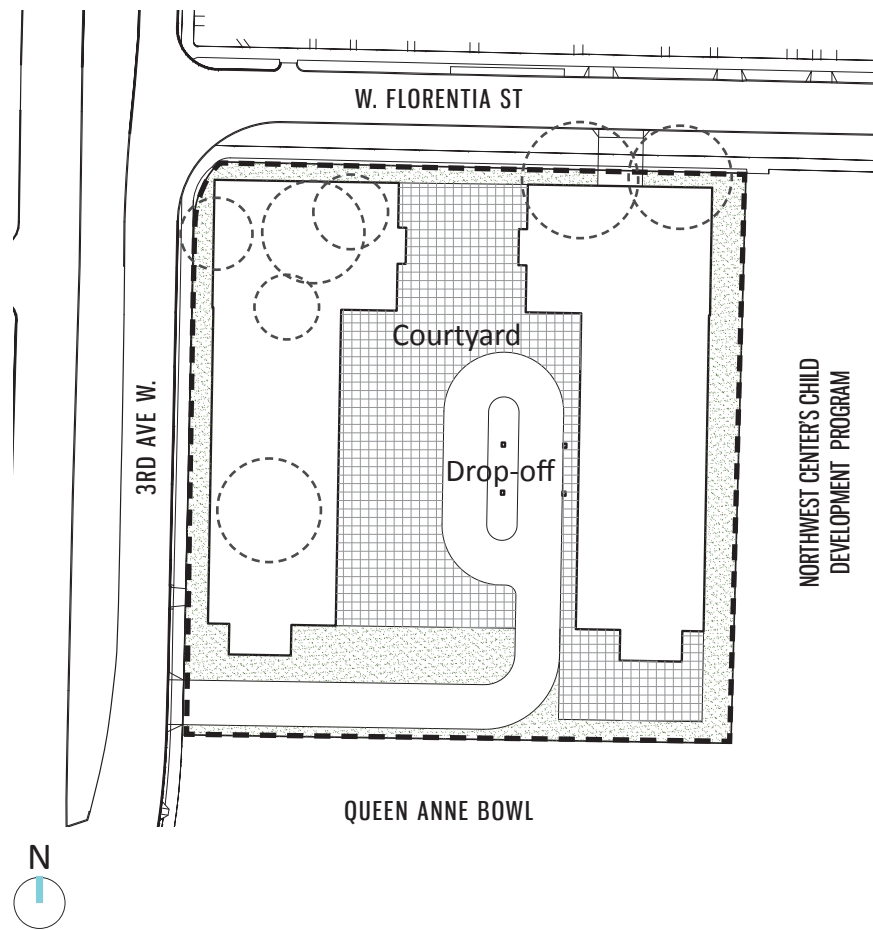 W. FLORENTIA ST
Courtyard
3RD AVE W.
Drop-off
NORTHWEST CENTER'S CHILD
DEVELOPMENT PROGRAM
QUEEN ANNE BOWL
N